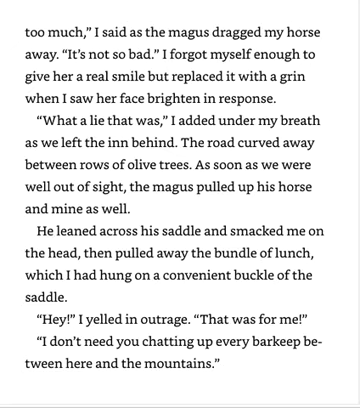 too much,” I said as the magus dragged my horse
away. “It’s not so bad.” I forgot myself enough to
give her a real smile but replaced it with a grin
when I saw her face brighten in response.
“What a lie that was,” I added under my breath
as we left the inn behind. The road curved away
between rows of olive trees. As soon as we were
well out of sight, the magus pulled up his horse
and mine as well.
He leaned across his saddle and smacked me on
the head, then pulled away the bundle of lunch,
which I had hung on a convenient buckle of the
saddle.
“Hey!” I yelled in outrage. “That was for me!”
“I don’t need you chatting up every barkeep be-
tween here and the mountains.”